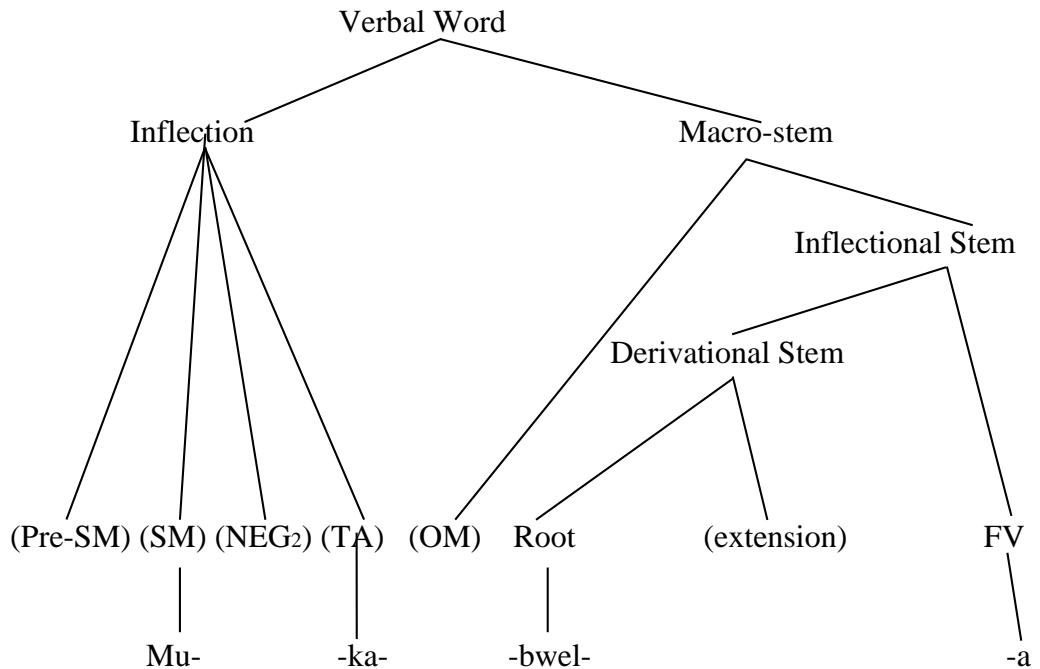 Verbal Word
Inflection Macro-stem
Inflectional Stem
Derivational Stem
(Pre-SM) (SM) (NEG2) (TA) (OM) Root (extension) FV
Mu- -ka- -bwel- -a